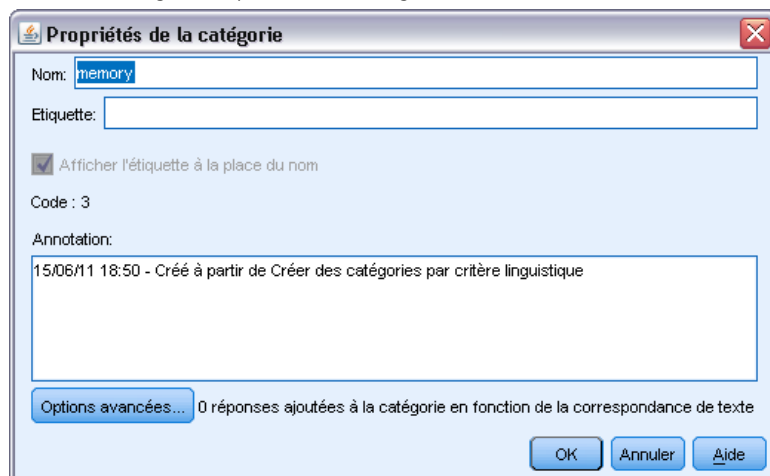 Propriétés de la catégorie
Nom: memory
Etiquette:
Afficher l'étiquette à la place du nom
Code : 3
Annotation:
15/06/11 18:50 - Créé à partir de Créer des catégories par critère linguistique
Options avancées... 0 réponses ajoutées à la catégorie en fonction de la correspondance de texte
OK Annuler Aide